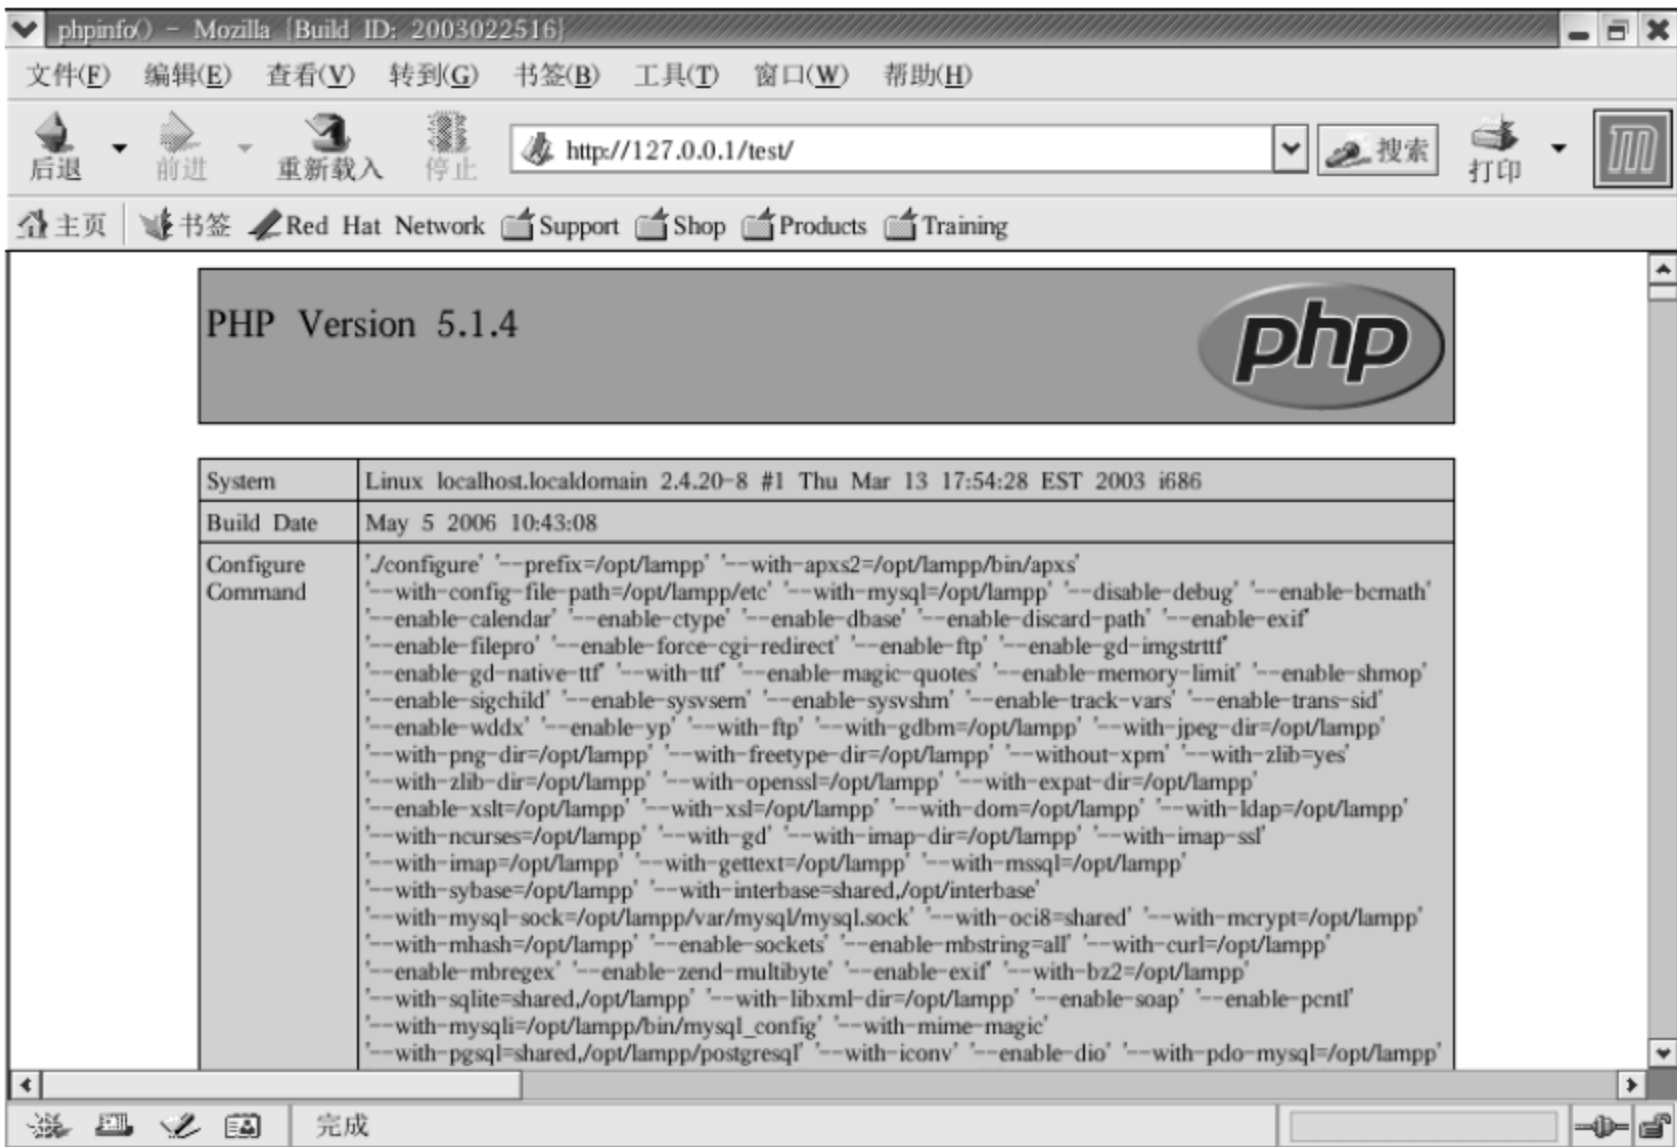 phpinfo() - Mozilla {Build ID: 2003022516}
文件(F) 编辑(E) 查看(V) 转到(G) 书签(B) 工具(T) 窗口(W) 帮助(H)
后退 前进 重新载入 停止 http://127.0.0.1/test/ 搜索 打印
主页 书签 Red Hat Network Support Shop Products Training
PHP Version 5.1.4 php
System Linux localhost.localdomain 2.4.20-8 #1 Thu Mar 13 17:54:28 EST 2003 i686
Build Date May 5 2006 10:43:08
Configure './configure' '--prefix=/opt/lampp' '--with-apxs2=/opt/lampp/bin/apxs'
Command '--with-config-file-path=/opt/lampp/etc' '--with-mysql=/opt/lampp' '--disable-debug' '--enable-bcmath'
'--enable-calendar' '--enable-ctype' '--enable-dbase' '--enable-discard-path' '--enable-exif'
'--enable-filepro' '--enable-force-cgi-redirect' '--enable-ftp' '--enable-gd-imgstrttf'
'--enable-gd-native-ttf' '--with-ttf' '--enable-magic-quotes' '--enable-memory-limit' '--enable-shmop'
'--enable-sigchild' '--enable-sysvsem' '--enable-sysvshm' '--enable-track-vars' '--enable-trans-sid'
'--enable-wddx' '--enable-yp' '--with-ftp' '--with-gdbm=/opt/lampp' '--with-jpeg-dir=/opt/lampp'
'--with-png-dir=/opt/lampp' '--with-freetype-dir=/opt/lampp' '--without-xpm' '--with-zlib=yes'
'--with-zlib-dir=/opt/lampp' '--with-openssl=/opt/lampp' '--with-expat-dir=/opt/lampp'
'--enable-xslt=/opt/lampp' '--with-xsl=/opt/lampp' '--with-dom=/opt/lampp' '--with-ldap=/opt/lampp'
'--with-ncurses=/opt/lampp' '--with-gd' '--with-imap-dir=/opt/lampp' '--with-imap-ssl'
'--with-imap=/opt/lampp' '--with-gettext=/opt/lampp' '--with-mssql=/opt/lampp'
'--with-sybase=/opt/lampp' '--with-interbase=shared,/opt/interbase'
'--with-mysql-sock=/opt/lampp/var/mysql/mysql.sock' '--with-oci8=shared' '--with-mcrypt=/opt/lampp'
'--with-mhash=/opt/lampp' '--enable-sockets' '--enable-mbstring=all' '--with-curl=/opt/lampp'
'--enable-mbregex' '--enable-zend-multibyte' '--enable-exif' '--with-bz2=/opt/lampp'
'--with-sqlite=shared,/opt/lampp' '--with-libxml-dir=/opt/lampp' '--enable-soap' '--enable-pcntl'
'--with-mysqli=/opt/lampp/bin/mysql_config' '--with-mime-magic'
'--with-pgsql=shared,/opt/lampp/postgresql' '--with-iconv' '--enable-dio' '--with-pdo-mysql=/opt/lampp'
完成